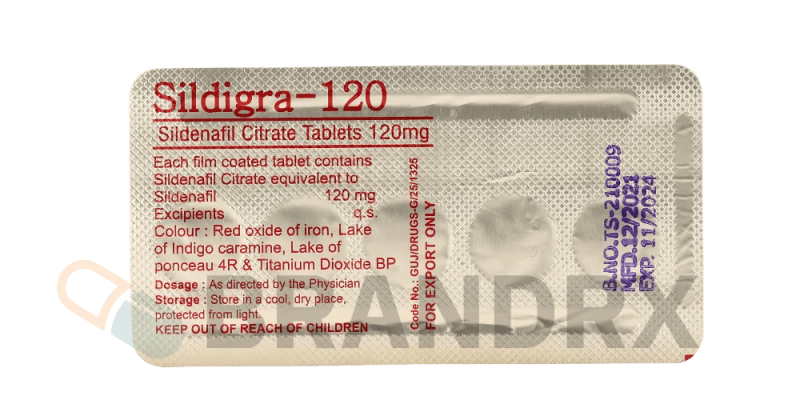 Sildigra-120
Sildenafil Citrate Tablets 120mg
Each film coated tablet contains
Sildenafil Citrate equivalent to
Sildenafil 120 mg
Excipients q.s.
Colour : Red oxide of iron, Lake
of Indigo caramine, Lake of
ponceau 4R & Titanium Dioxide BP
Dosage : As directed by the Physician
Storage : Store in a cool, dry place,
protected from light.
KEEP OUT OF REACH OF CHILDREN
Code No.: GUJ/DRUGS-G/25/1325
FOR EXPORT ONLY
B.NO.TS-210009
MFD.12/2021
EXP. 11/2024
BRANDRX